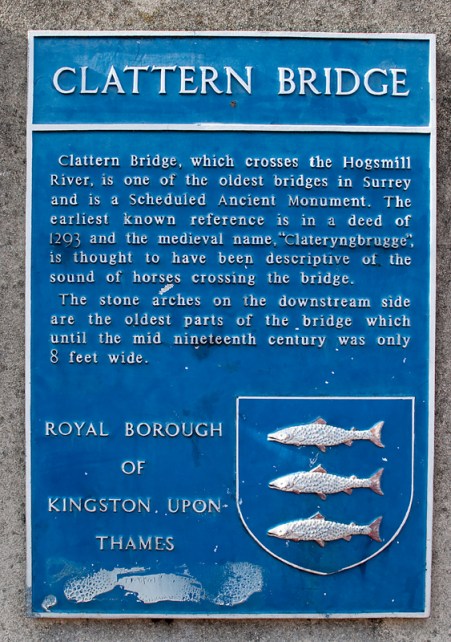 CLATTERN BRIDGE
Clattern Bridge, which crosses the Hogsmill
River, is one of the oldest bridges in Surrey
and is a Scheduled Ancient Monument. The
earliest known reference is in a deed of
1293 and the medieval name, "Clateryngbrugge",
is thought to have been descriptive of the
sound of horses crossing the bridge.
The stone arches on the downstream side
are the oldest parts of the bridge which
until the mid nineteenth century was only
8 feet wide.
ROYAL BOROUGH
OF
KINGSTON UPON
THAMES